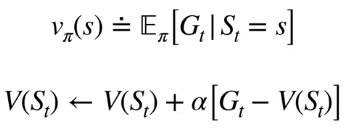 v_π(s) ≐ 𝔼_π[G_t | S_t = s]
V(S_t) ← V(S_t) + α[G_t − V(S_t)]